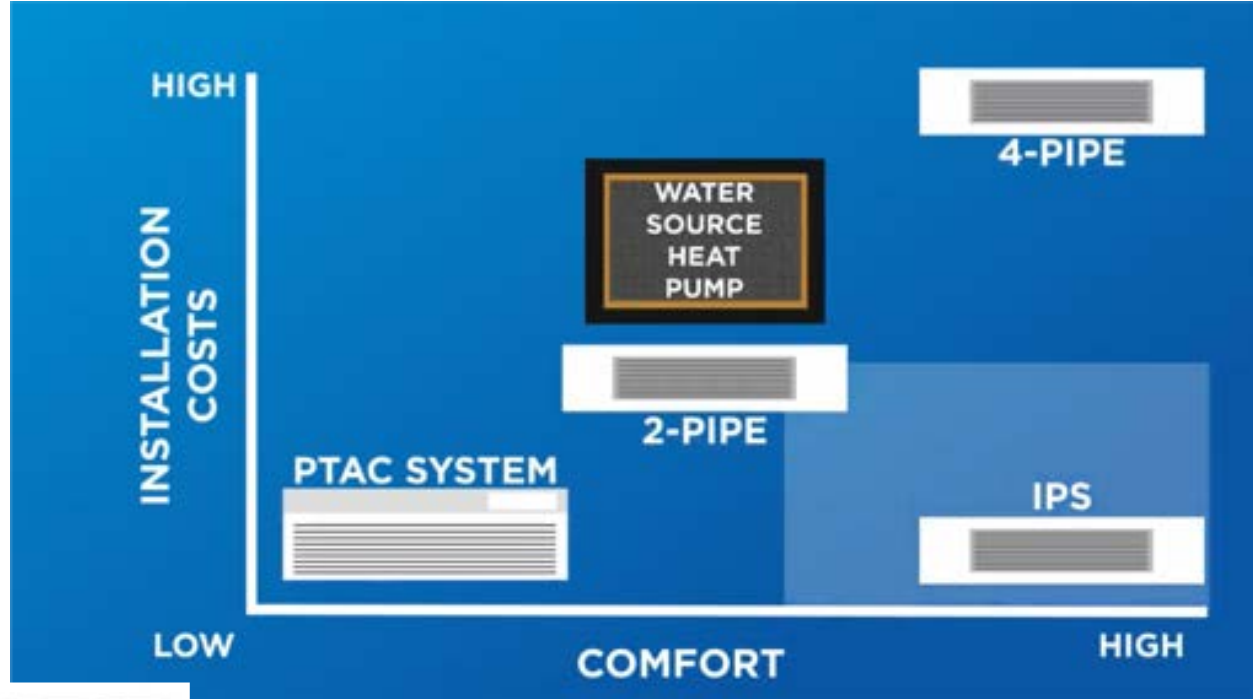 HIGH
4-PIPE
WATER
SOURCE
HEAT
PUMP
INSTALLATION
COSTS
2-PIPE
PTAC SYSTEM
IPS
LOW
COMFORT
HIGH